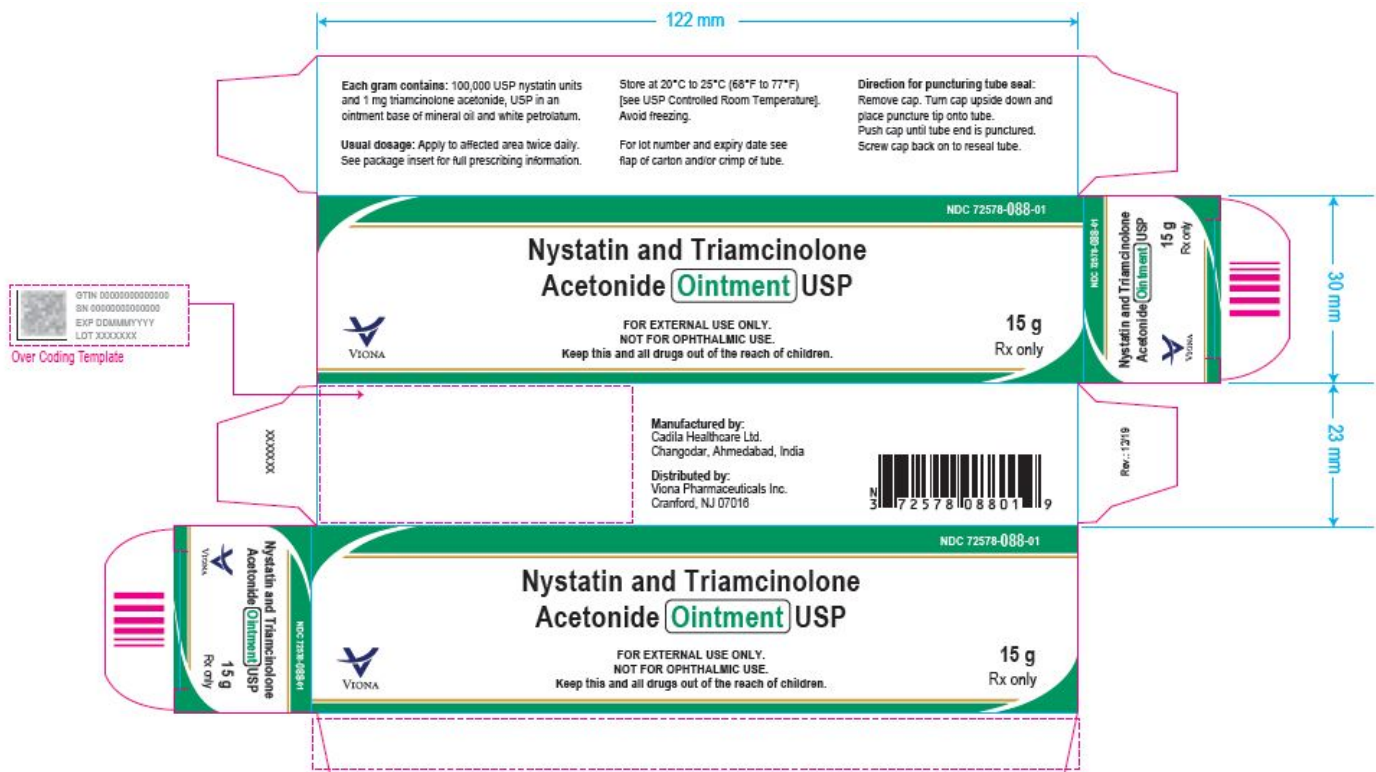 122 mm
Each gram contains: 100,000 USP nystatin units
and 1 mg triamcinolone acetonide, USP in an
ointment base of mineral oil and white petrolatum.
Usual dosage: Apply to affected area twice daily.
See package insert for full prescribing information.
Store at 20°C to 25°C (68°F to 77°F)
[see USP Controlled Room Temperature].
Avoid freezing.
For lot number and expiry date see
flap of carton and/or crimp of tube.
Direction for puncturing tube seal:
Remove cap. Turn cap upside down and
place puncture tip onto tube.
Push cap until tube end is punctured.
Screw cap back on to reseal tube.
NDC 72578-088-01
Nystatin and Triamcinolone
Acetonide Ointment USP
FOR EXTERNAL USE ONLY.
NOT FOR OPHTHALMIC USE.
Keep this and all drugs out of the reach of children.
15 g
Rx only
VIONA
NDC 72578-088-01
Nystatin and Triamcinolone
Acetonide Ointment USP
15 g
Rx only
VIONA
30 mm
GTIN 00000000000000
SN 00000000000000
EXP DDMMMYYYY
LOT XXXXXXX
Over Coding Template
XXXXXXX
Manufactured by:
Cadila Healthcare Ltd.
Changodar, Ahmedabad, India
Distributed by:
Viona Pharmaceuticals Inc.
Cranford, NJ 07016
N
3 72578 08801 9
Rev.: 12/19
23 mm
Nystatin and Triamcinolone
Acetonide Ointment USP
15 g
Rx only
VIONA
NDC 72578-088-01
NDC 72578-088-01
Nystatin and Triamcinolone
Acetonide Ointment USP
FOR EXTERNAL USE ONLY.
NOT FOR OPHTHALMIC USE.
Keep this and all drugs out of the reach of children.
15 g
Rx only
VIONA